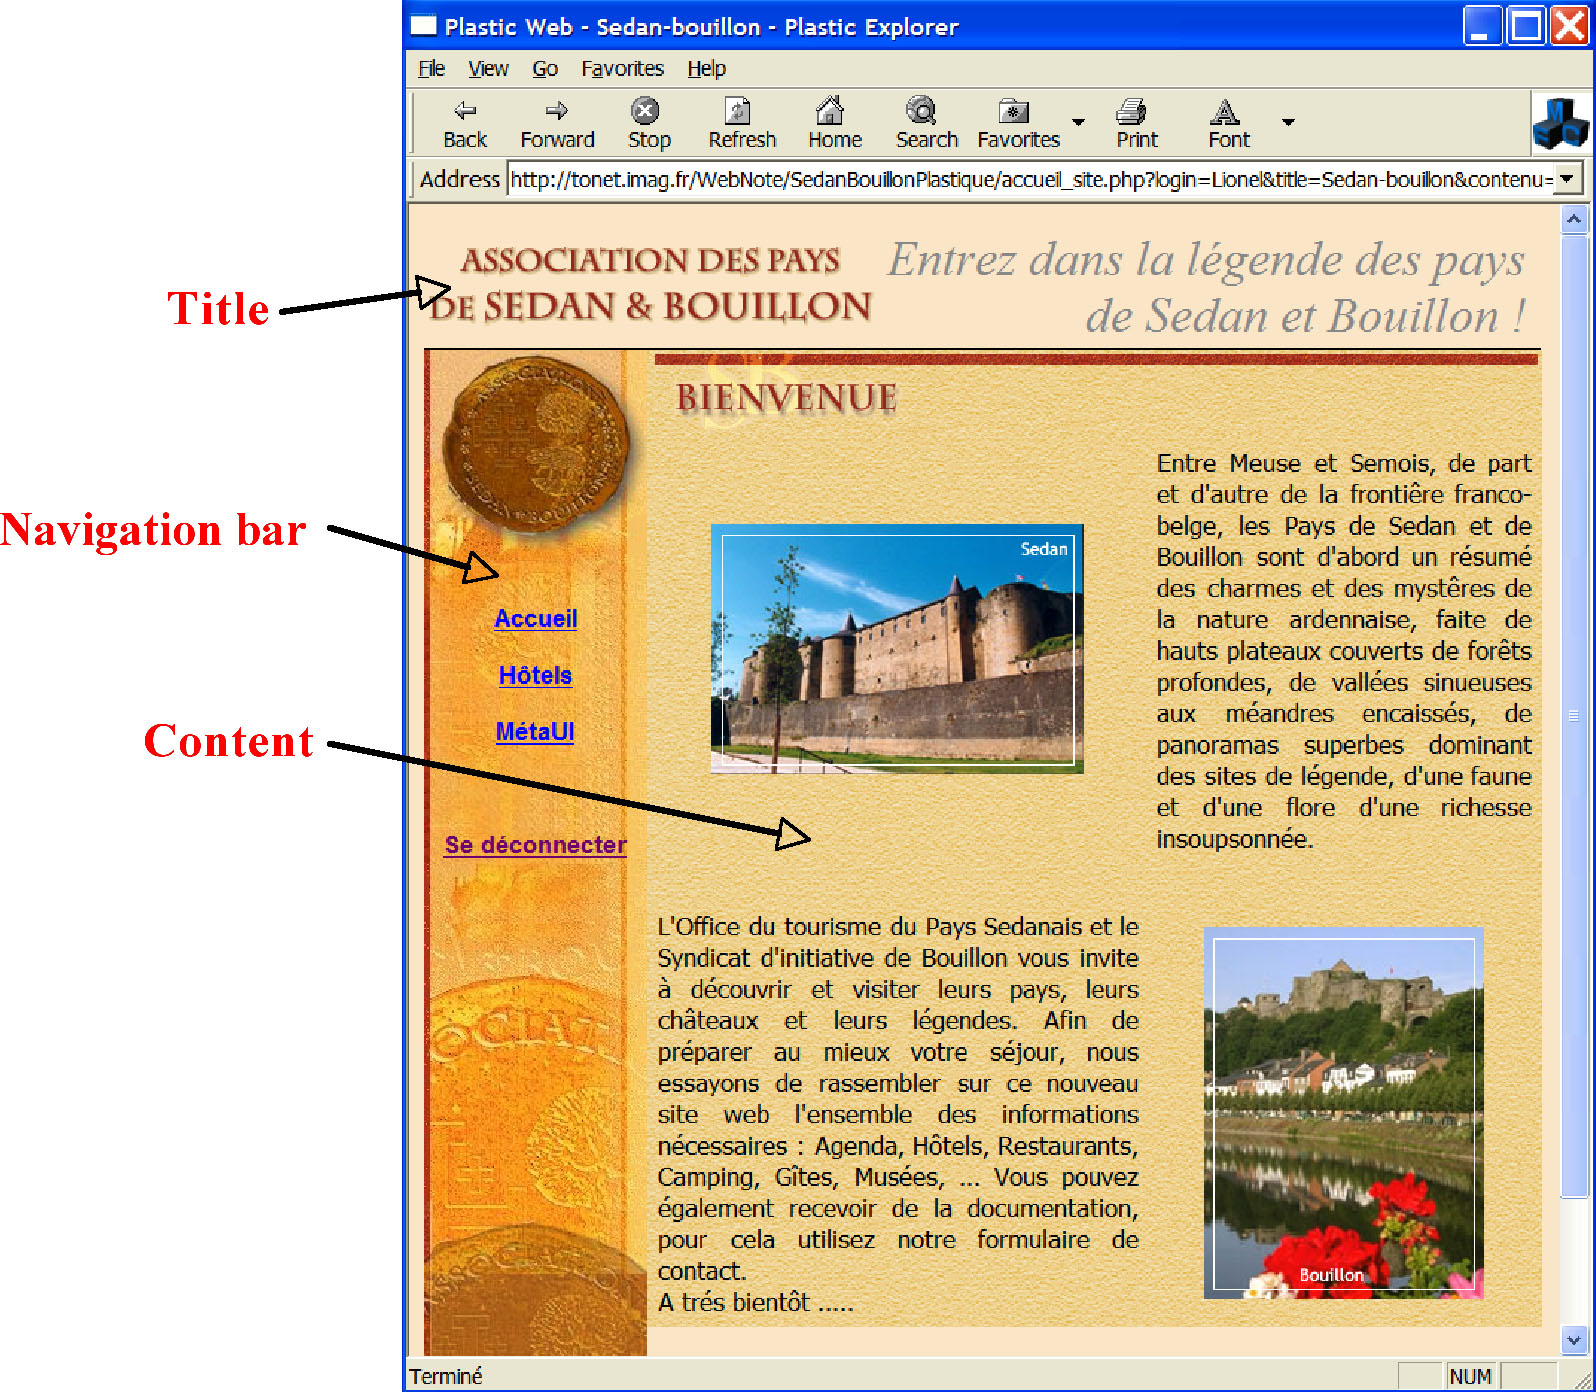 Plastic Web - Sedan-bouillon - Plastic Explorer
File View Go Favorites Help
Back Forward Stop Refresh Home Search Favorites Print Font
Address http://tonet.imag.fr/WebNote/SedanBouillonPlastique/accueil_site.php?login=Lionel&title=Sedan-bouillon&contenu=
Title
ASSOCIATION DES PAYS
DE SEDAN & BOUILLON
Entrez dans la légende des pays
de Sedan et Bouillon !
BIENVENUE
Navigation bar
Accueil
Hôtels
MétaUI
Se déconnecter
Content
Sedan
Entre Meuse et Semois, de part
et d'autre de la frontiêre franco-
belge, les Pays de Sedan et de
Bouillon sont d'abord un résumé
des charmes et des mystêres de
la nature ardennaise, faite de
hauts plateaux couverts de forêts
profondes, de vallées sinueuses
aux méandres encaissés, de
panoramas superbes dominant
des sites de légende, d'une faune
et d'une flore d'une richesse
insoupsonnée.
L'Office du tourisme du Pays Sedanais et le
Syndicat d'initiative de Bouillon vous invite
à découvrir et visiter leurs pays, leurs
châteaux et leurs légendes. Afin de
préparer au mieux votre séjour, nous
essayons de rassembler sur ce nouveau
site web l'ensemble des informations
nécessaires : Agenda, Hôtels, Restaurants,
Camping, Gîtes, Musées, ... Vous pouvez
également recevoir de la documentation,
pour cela utilisez notre formulaire de
contact.
A trés bientôt .....
Bouillon
Terminé
NUM